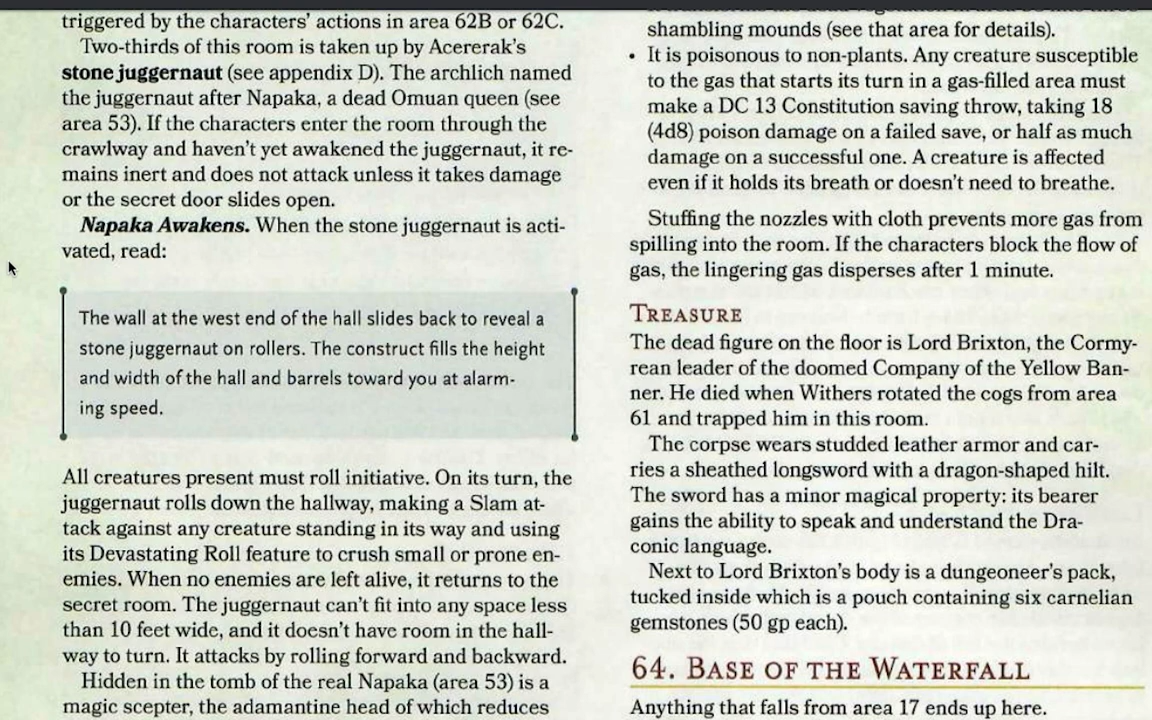 triggered by the characters' actions in area 62B or 62C.
Two-thirds of this room is taken up by Acererak's
stone juggernaut (see appendix D). The archlich named
the juggernaut after Napaka, a dead Omuan queen (see
area 53). If the characters enter the room through the
crawlway and haven't yet awakened the juggernaut, it re-
mains inert and does not attack unless it takes damage
or the secret door slides open.
Napaka Awakens. When the stone juggernaut is acti-
vated, read:
The wall at the west end of the hall slides back to reveal a
stone juggernaut on rollers. The construct fills the height
and width of the hall and barrels toward you at alarm-
ing speed.
All creatures present must roll initiative. On its turn, the
juggernaut rolls down the hallway, making a Slam at-
tack against any creature standing in its way and using
its Devastating Roll feature to crush small or prone en-
emies. When no enemies are left alive, it returns to the
secret room. The juggernaut can't fit into any space less
than 10 feet wide, and it doesn't have room in the hall-
way to turn. It attacks by rolling forward and backward.
Hidden in the tomb of the real Napaka (area 53) is a
magic scepter, the adamantine head of which reduces
shambling mounds (see that area for details).
• It is poisonous to non-plants. Any creature susceptible
to the gas that starts its turn in a gas-filled area must
make a DC 13 Constitution saving throw, taking 18
(4d8) poison damage on a failed save, or half as much
damage on a successful one. A creature is affected
even if it holds its breath or doesn't need to breathe.
Stuffing the nozzles with cloth prevents more gas from
spilling into the room. If the characters block the flow of
gas, the lingering gas disperses after 1 minute.
TREASURE
The dead figure on the floor is Lord Brixton, the Cormy-
rean leader of the doomed Company of the Yellow Ban-
ner. He died when Withers rotated the cogs from area
61 and trapped him in this room.
The corpse wears studded leather armor and car-
ries a sheathed longsword with a dragon-shaped hilt.
The sword has a minor magical property: its bearer
gains the ability to speak and understand the Dra-
conic language.
Next to Lord Brixton's body is a dungeoneer's pack,
tucked inside which is a pouch containing six carnelian
gemstones (50 gp each).
64. BASE OF THE WATERFALL
Anything that falls from area 17 ends up here.